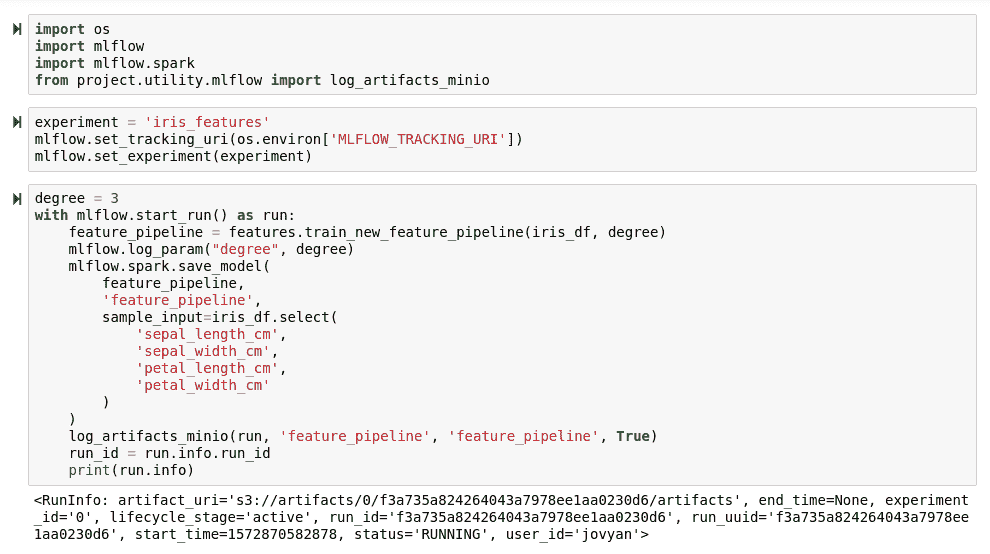 import os
import mlflow
import mlflow.spark
from project.utility.mlflow import log_artifacts_minio
experiment = 'iris_features'
mlflow.set_tracking_uri(os.environ['MLFLOW_TRACKING_URI'])
mlflow.set_experiment(experiment)
degree = 3
with mlflow.start_run() as run:
    feature_pipeline = features.train_new_feature_pipeline(iris_df, degree)
    mlflow.log_param("degree", degree)
    mlflow.spark.save_model(
        feature_pipeline,
        'feature_pipeline',
        sample_input=iris_df.select(
            'sepal_length_cm',
            'sepal_width_cm',
            'petal_length_cm',
            'petal_width_cm'
        )
    )
    log_artifacts_minio(run, 'feature_pipeline', 'feature_pipeline', True)
    run_id = run.info.run_id
    print(run.info)
<RunInfo: artifact_uri='s3://artifacts/0/f3a735a824264043a7978ee1aa0230d6/artifacts', end_time=None, experiment
_id='0', lifecycle_stage='active', run_id='f3a735a824264043a7978ee1aa0230d6', run_uuid='f3a735a824264043a7978ee
1aa0230d6', start_time=1572870582878, status='RUNNING', user_id='jovyan'>